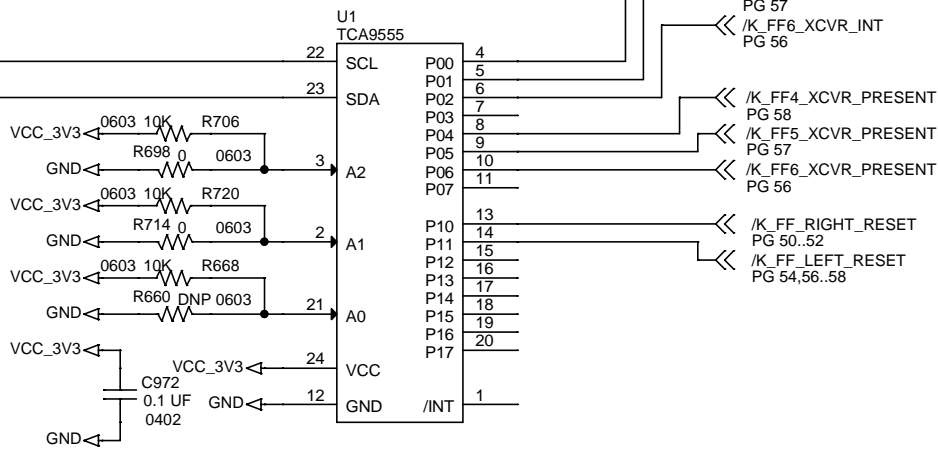 PG 57
/K_FF6_XCVR_INT
PG 56
U1
TCA9555
22 SCL P00 4
P01 5
23 SDA P02 6
P03 7
P04 8
/K_FF4_XCVR_PRESENT
PG 58
P05 9
/K_FF5_XCVR_PRESENT
PG 57
P06 10
/K_FF6_XCVR_PRESENT
PG 56
P07 11
VCC_3V3 0603 10K R706
GND R698 0 0603 3 A2
VCC_3V3 0603 10K R720
GND R714 0 0603 2 A1
P10 13
/K_FF_RIGHT_RESET
PG 50..52
P11 14
/K_FF_LEFT_RESET
PG 54,56..58
P12 15
P13 16
P14 17
P15 18
P16 19
P17 20
VCC_3V3 0603 10K R668
GND R660 DNP 0603 21 A0
VCC_3V3
VCC_3V3 24 VCC
C972
0.1 UF
0402
GND 12 GND /INT 1
GND